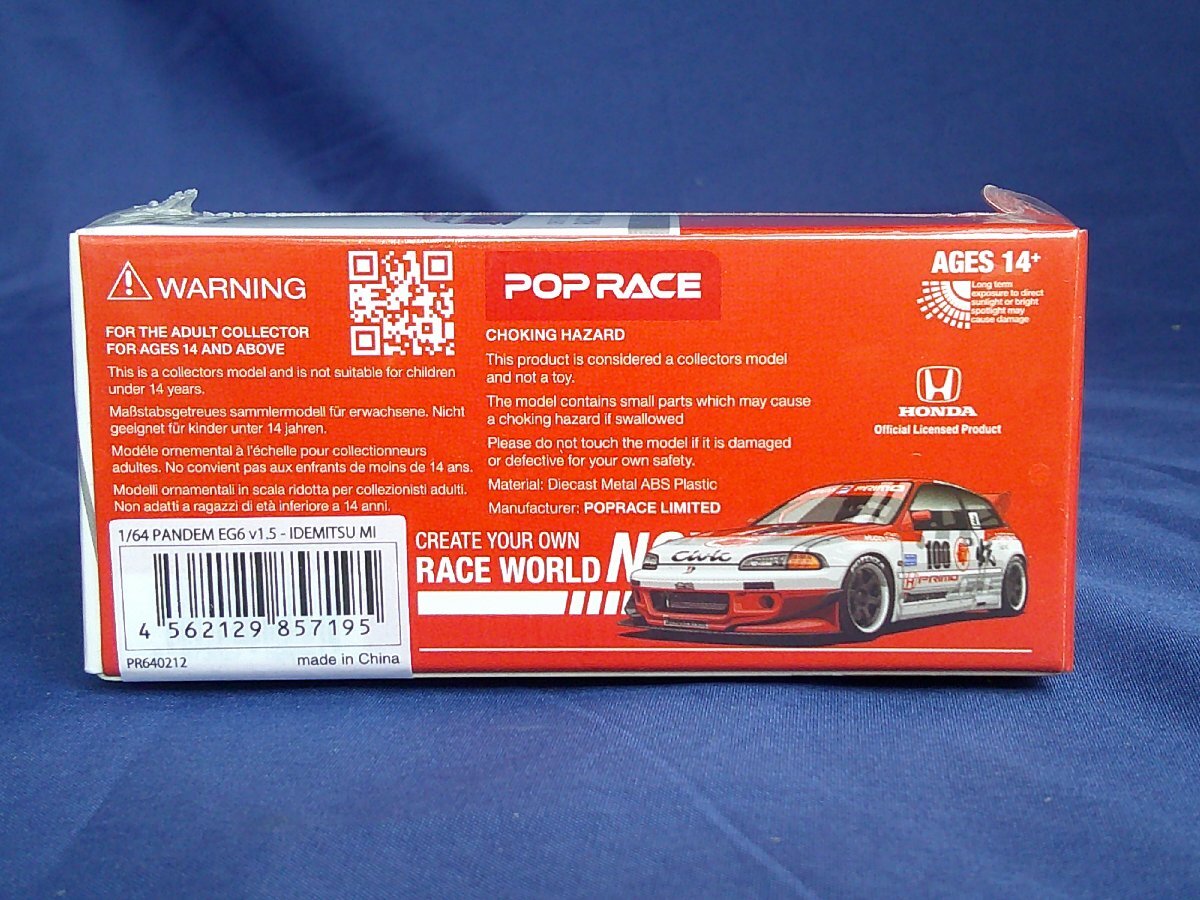 WARNING
FOR THE ADULT COLLECTOR
FOR AGES 14 AND ABOVE
This is a collectors model and is not suitable for children
under 14 years.
Maßstabsgetreues sammlermodell für erwachsene. Nicht
geeignet für kinder unter 14 jahren.
Modéle ornemental à l'échelle pour collectionneurs
adultes. No convient pas aux enfrants de moins de 14 ans.
Modelli ornamentali in scala ridotta per collezionisti adulti.
Non adatti a ragazzi di età inferiore a 14 anni.
1/64 PANDEM EG6 v1.5 - IDEMITSU MI
4 562129 857195
PR640212
made in China
POP RACE
CHOKING HAZARD
This product is considered a collectors model
and not a toy.
The model contains small parts which may cause
a choking hazard if swallowed
Please do not touch the model if it is damaged
or defective for your own safety.
Material: Diecast Metal ABS Plastic
Manufacturer: POPRACE LIMITED
CREATE YOUR OWN
RACE WORLD
AGES 14+
Long term
exposure to direct
sunlight or bright
spotlight may
cause damage
HONDA
Official Licensed Product
Civic
100
PRIMO